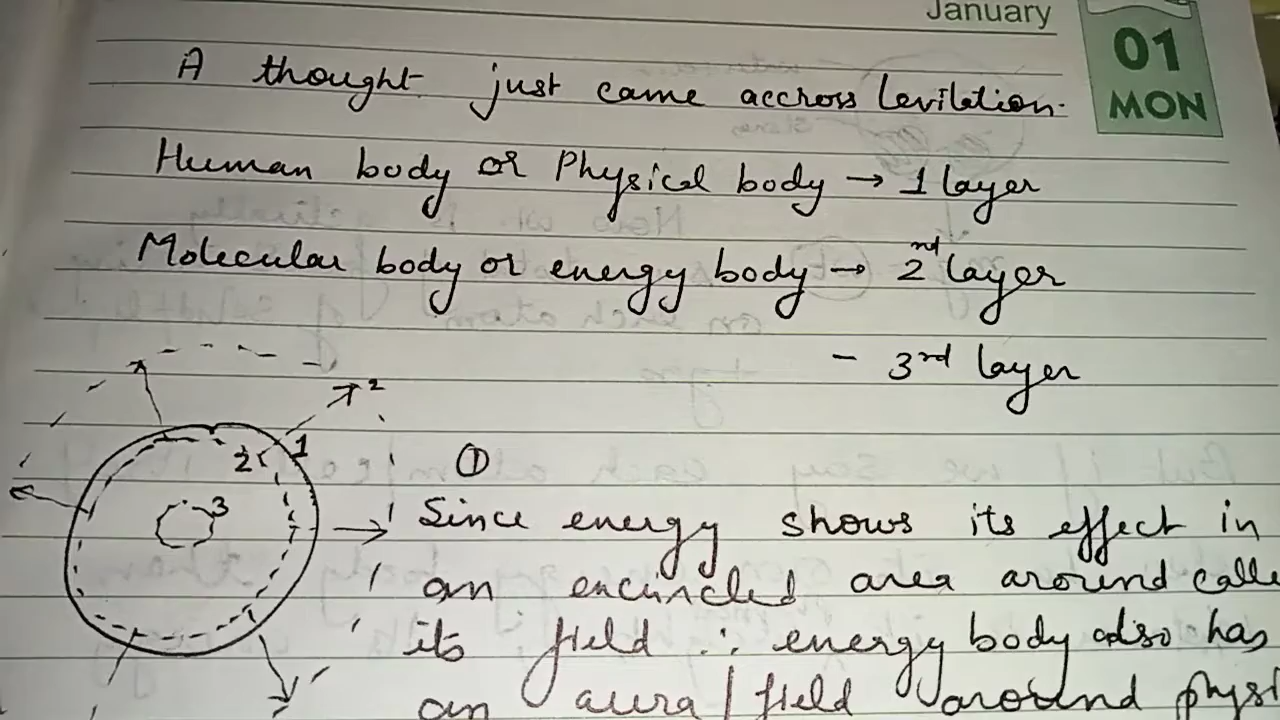 January
01
MON
A thought just came accross Levitation.
Human body or Physical body → 1 layer
Molecular body or energy body → 2nd layer
- 3rd layer
2
1
2
3
①
Since energy shows its effect in
an encircled area around calle
its field ∴ energy body also has
an aura / field around physi